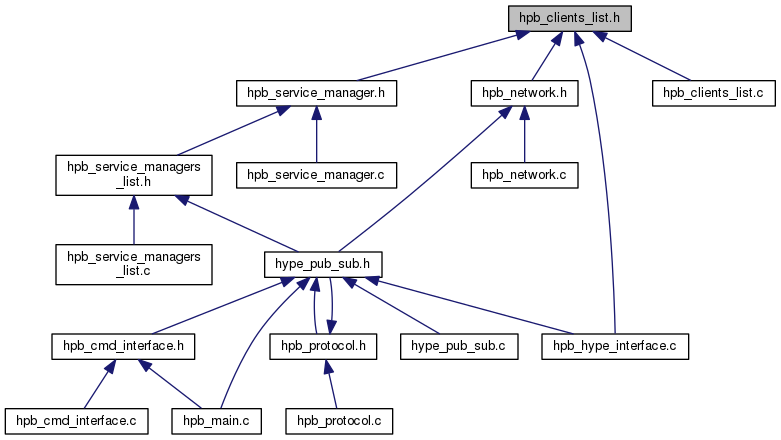 hpb_clients_list.h
hpb_service_manager.h
hpb_network.h
hpb_clients_list.c
hpb_service_managers
_list.h
hpb_service_manager.c
hpb_network.c
hpb_service_managers
_list.c
hype_pub_sub.h
hpb_cmd_interface.h
hpb_protocol.h
hype_pub_sub.c
hpb_hype_interface.c
hpb_cmd_interface.c
hpb_main.c
hpb_protocol.c